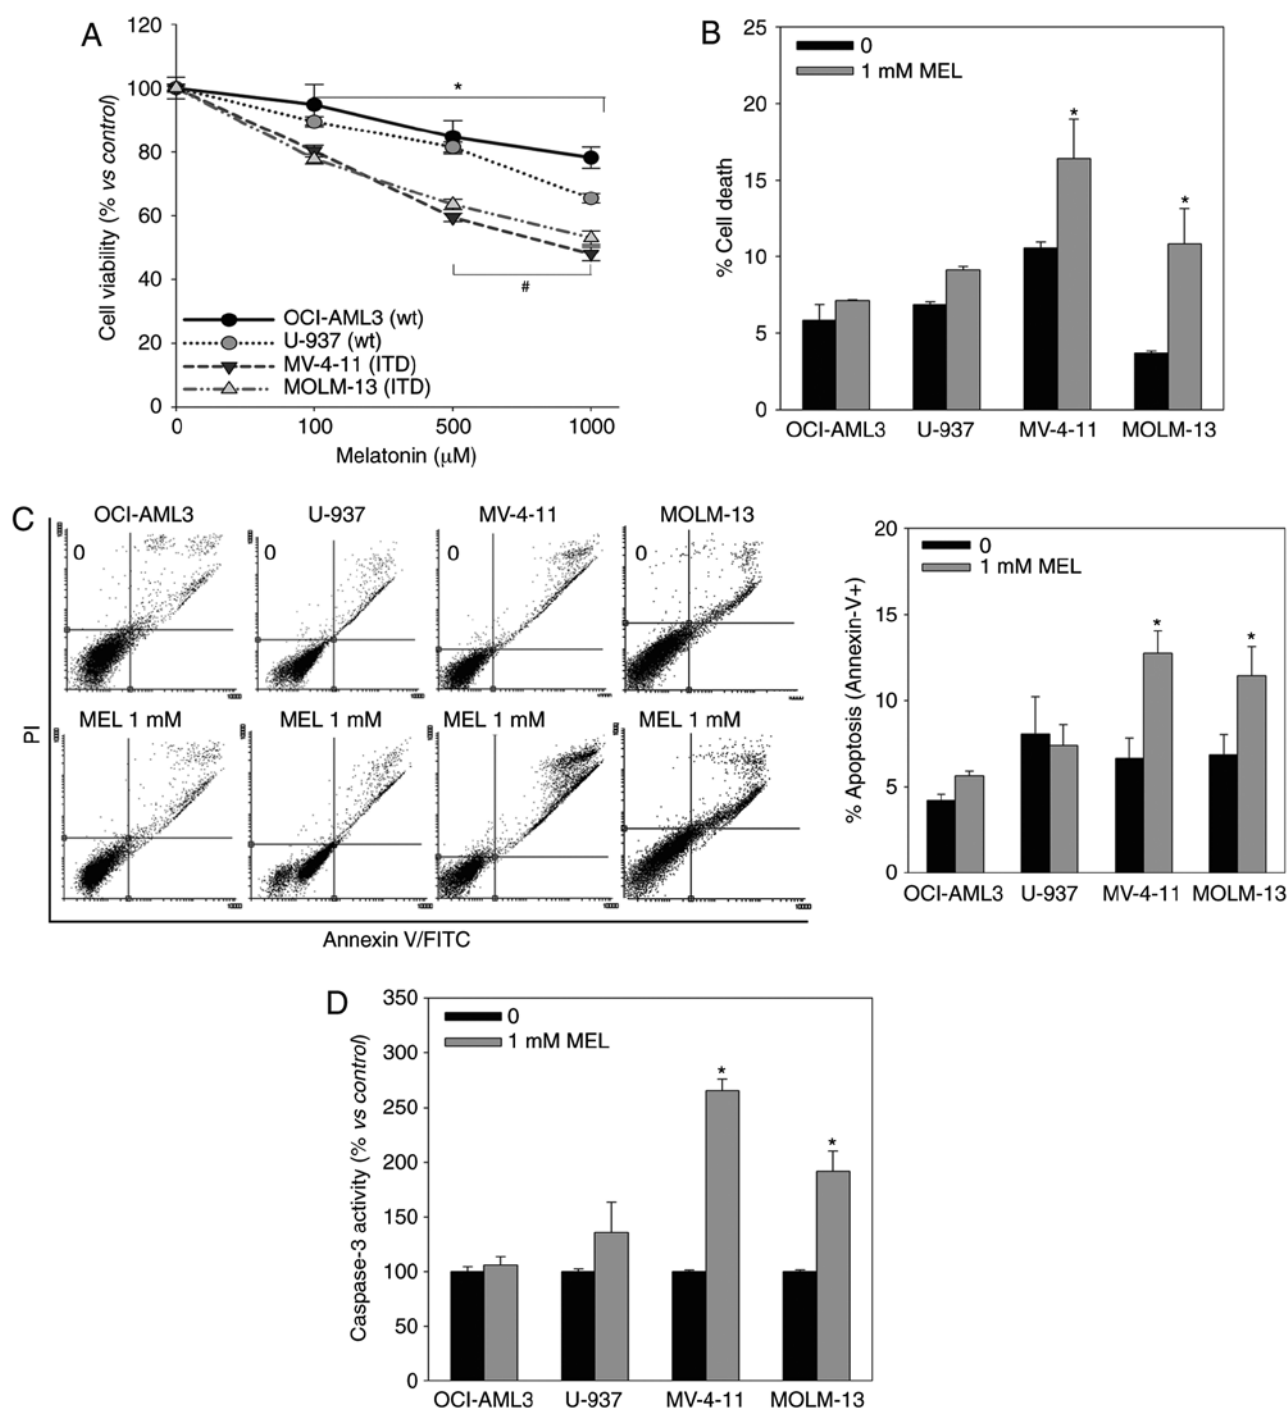 A
120
100
80
60
40
20
0
Cell viability (% vs control)
*
#
OCI-AML3 (wt)
U-937 (wt)
MV-4-11 (ITD)
MOLM-13 (ITD)
0 100 500 1000
Melatonin (µM)
B
25
20
15
10
5
0
% Cell death
0
1 mM MEL
* *
OCI-AML3 U-937 MV-4-11 MOLM-13
C
OCI-AML3 U-937 MV-4-11 MOLM-13
0 0 0 0
MEL 1 mM MEL 1 mM MEL 1 mM MEL 1 mM
PI
Annexin V/FITC
20
15
10
5
0
% Apoptosis (Annexin-V+)
0
1 mM MEL
* *
OCI-AML3 U-937 MV-4-11 MOLM-13
D
350
300
250
200
150
100
50
0
Caspase-3 activity (% vs control)
0
1 mM MEL
*
*
OCI-AML3 U-937 MV-4-11 MOLM-13